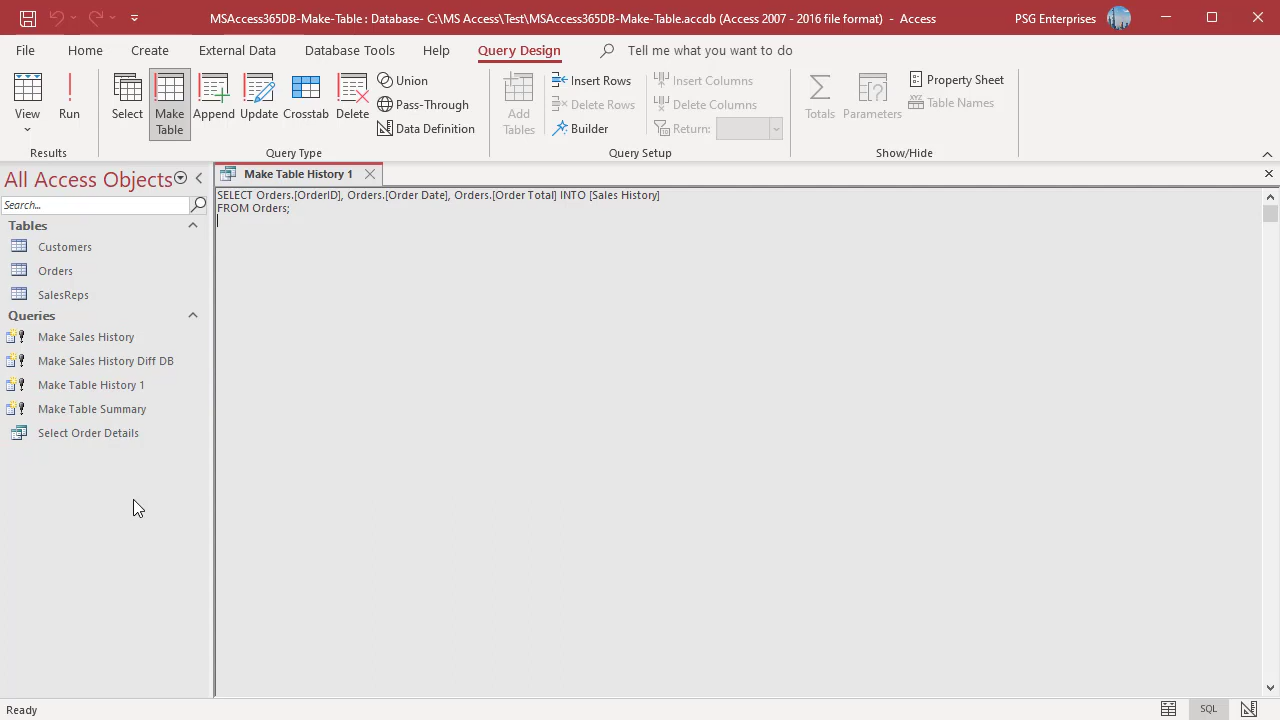 MSAccess365DB-Make-Table : Database- C:\MS Access\Test\MSAccess365DB-Make-Table.accdb (Access 2007 - 2016 file format) - Access
PSG Enterprises
File
Home
Create
External Data
Database Tools
Help
Query Design
Tell me what you want to do
View
Run
Results
Select
Make Table
Append
Update
Crosstab
Delete
Union
Pass-Through
Data Definition
Query Type
Add Tables
Insert Rows
Delete Rows
Builder
Insert Columns
Delete Columns
Return:
Query Setup
Totals
Parameters
Property Sheet
XYZ Table Names
Show/Hide
All Access Objects
Search...
Tables
Customers
Orders
SalesReps
Queries
Make Sales History
Make Sales History Diff DB
Make Table History 1
Make Table Summary
Select Order Details
Make Table History 1
SELECT Orders.[OrderID], Orders.[Order Date], Orders.[Order Total] INTO [Sales History]
FROM Orders;
Ready
SQL